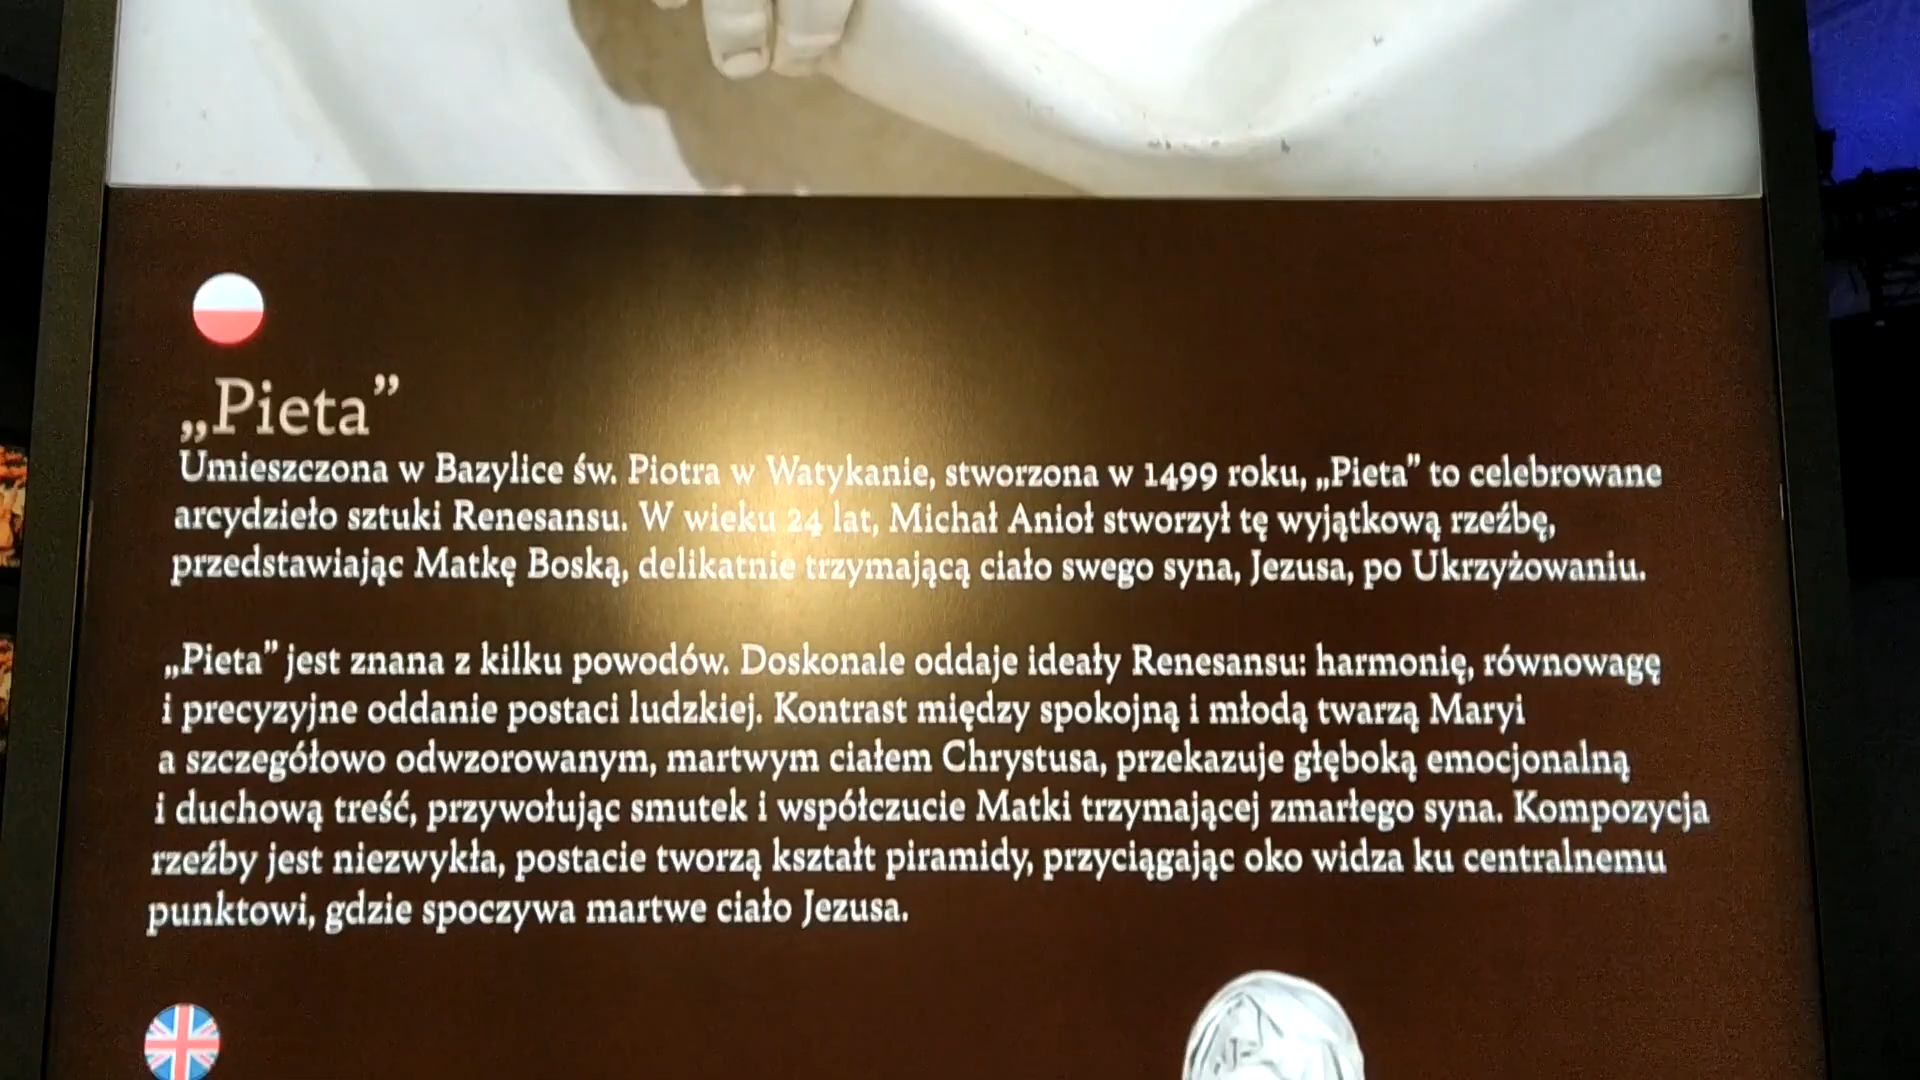 „Pieta”
Umieszczona w Bazylice św. Piotra w Watykanie, stworzona w 1499 roku, „Pieta” to celebrowane
arcydzieło sztuki Renesansu. W wieku 24 lat, Michał Anioł stworzył tę wyjątkową rzeźbę,
przedstawiając Matkę Boską, delikatnie trzymającą ciało swego syna, Jezusa, po Ukrzyżowaniu.
„Pieta” jest znana z kilku powodów. Doskonale oddaje ideały Renesansu: harmonię, równowagę
i precyzyjne oddanie postaci ludzkiej. Kontrast między spokojną i młodą twarzą Maryi
a szczegółowo odwzorowanym, martwym ciałem Chrystusa, przekazuje głęboką emocjonalną
i duchową treść, przywołując smutek i współczucie Matki trzymającej zmarłego syna. Kompozycja
rzeźby jest niezwykła, postacie tworzą kształt piramidy, przyciągając oko widza ku centralnemu
punktowi, gdzie spoczywa martwe ciało Jezusa.